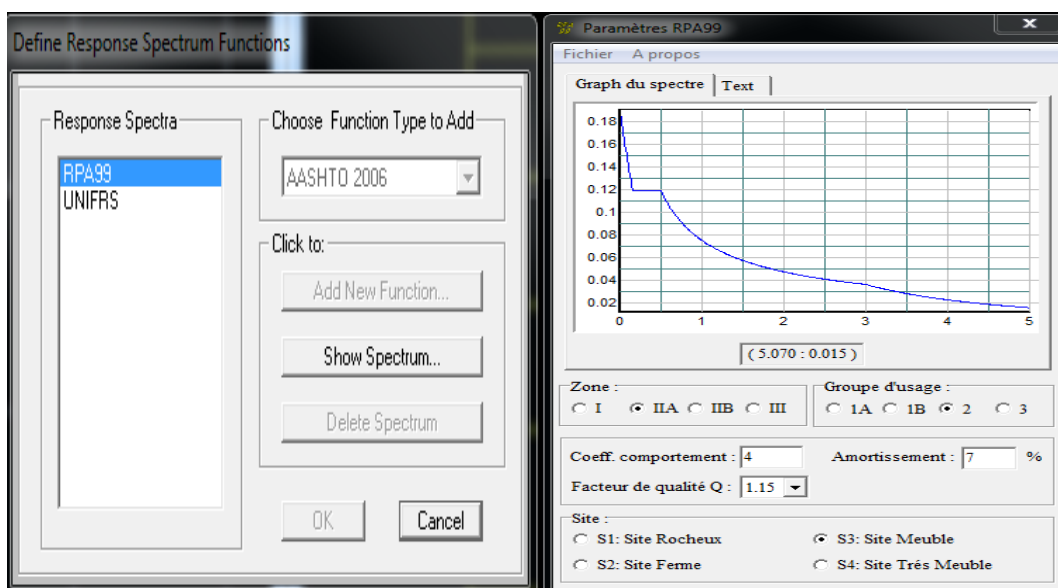 Define Response Spectrum Functions
Response Spectra
RPA99
UNIFRS
Choose Function Type to Add
AASHTO 2006
Click to:
Add New Function...
Show Spectrum...
Delete Spectrum
OK
Cancel
Paramètres RPA99
x
Fichier A propos
Graph du spectre Text
0.18
0.16
0.14
0.12
0.1
0.08
0.06
0.04
0.02
0 1 2 3 4 5
( 5.070 : 0.015 )
Zone :
I IIA IIB III
Groupe d'usage :
1A 1B 2 3
Coeff. comportement : 4 Amortissement : 7 %
Facteur de qualité Q : 1.15
Site :
S1: Site Rocheux S3: Site Meuble
S2: Site Ferme S4: Site Trés Meuble